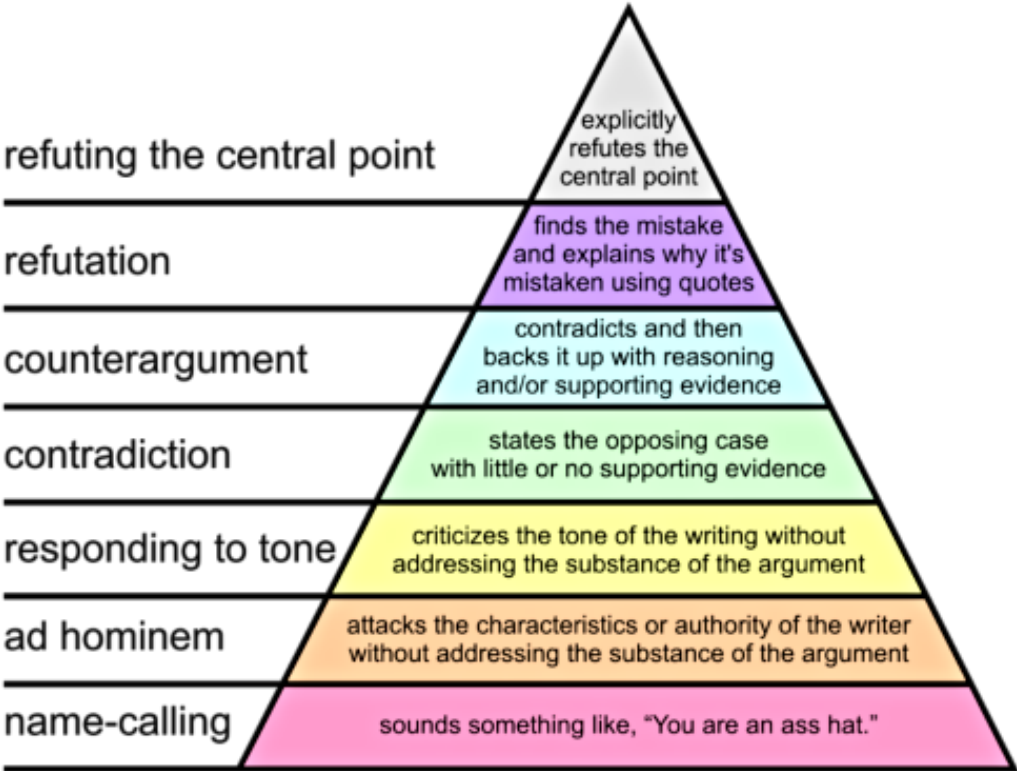 refuting the central point
explicitly
refutes the
central point
refutation
finds the mistake
and explains why it's
mistaken using quotes
counterargument
contradicts and then
backs it up with reasoning
and/or supporting evidence
contradiction
states the opposing case
with little or no supporting evidence
responding to tone
criticizes the tone of the writing without
addressing the substance of the argument
ad hominem
attacks the characteristics or authority of the writer
without addressing the substance of the argument
name-calling
sounds something like, “You are an ass hat.”